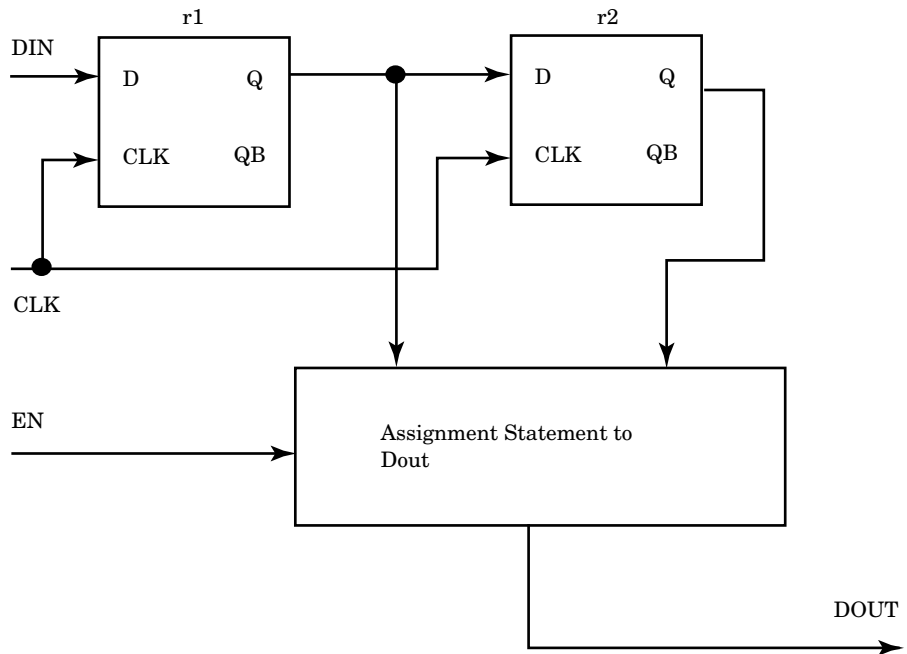 r1
r2
DIN
D
Q
D
Q
CLK
QB
CLK
QB
CLK
EN
Assignment Statement to
Dout
DOUT